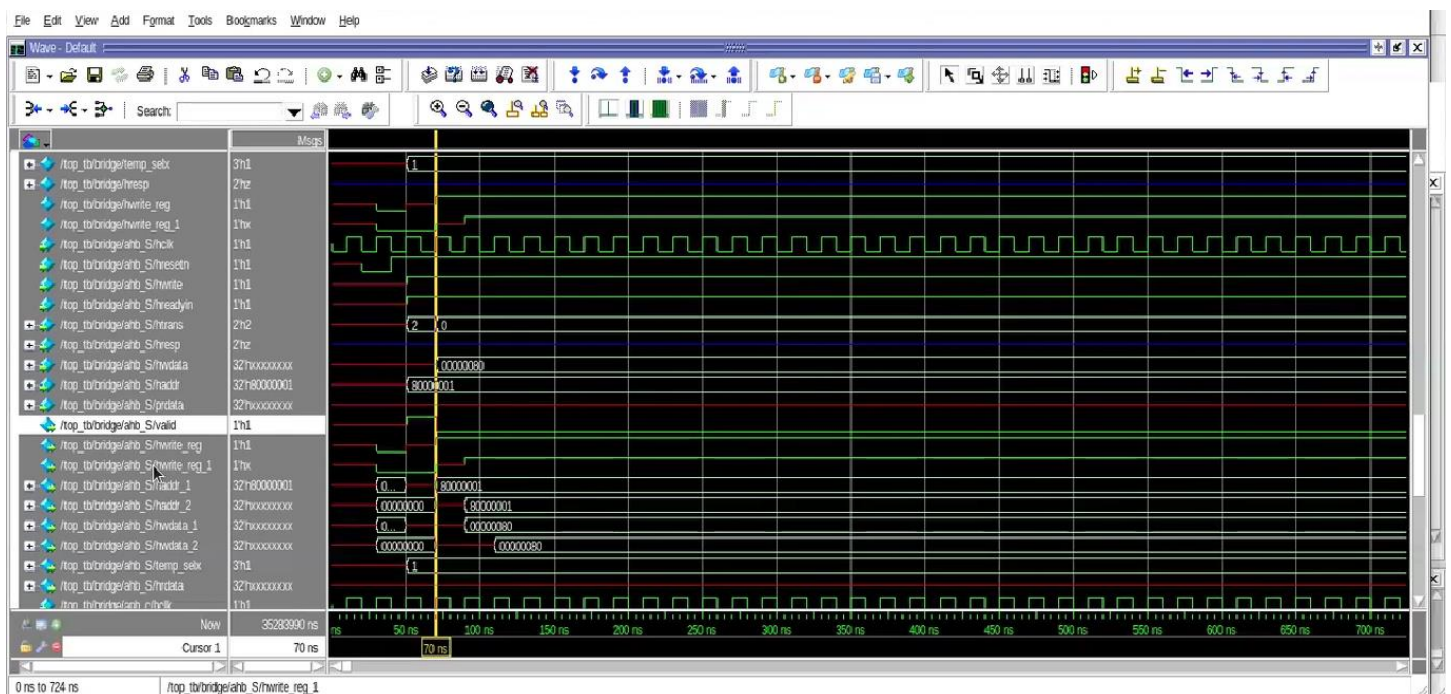 File Edit View Add Format Tools Bookmarks Window Help
Wave - Default
Search:
Msgs
/top_tb/bridge/temp_selx 3'h1 1
/top_tb/bridge/hresp 2'hz
/top_tb/bridge/hwrite_reg 1'h1
/top_tb/bridge/hwrite_reg_1 1'hx
/top_tb/bridge/ahb_S/hclk 1'h1
/top_tb/bridge/ahb_S/hresetn 1'h1
/top_tb/bridge/ahb_S/hwrite 1'h1
/top_tb/bridge/ahb_S/hreadyin 1'h1
/top_tb/bridge/ahb_S/htrans 2'h2 2 0
/top_tb/bridge/ahb_S/hresp 2'hz
/top_tb/bridge/ahb_S/hwdata 32'hxxxxxxxx 00000080
/top_tb/bridge/ahb_S/haddr 32'h80000001 80000001
/top_tb/bridge/ahb_S/prdata 32'hxxxxxxxx
/top_tb/bridge/ahb_S/valid 1'h1
/top_tb/bridge/ahb_S/hwrite_reg 1'h1
/top_tb/bridge/ahb_S/hwrite_reg_1 1'hx
/top_tb/bridge/ahb_S/haddr_1 32'h80000001 0... 80000001
/top_tb/bridge/ahb_S/haddr_2 32'hxxxxxxxx 00000000 80000001
/top_tb/bridge/ahb_S/hwdata_1 32'hxxxxxxxx 0... 00000080
/top_tb/bridge/ahb_S/hwdata_2 32'hxxxxxxxx 00000000 00000080
/top_tb/bridge/ahb_S/temp_selx 3'h1 1
/top_tb/bridge/ahb_S/hrdata 32'hxxxxxxxx
Now 35283990 ns ns 50 ns 100 ns 150 ns 200 ns 250 ns 300 ns 350 ns 400 ns 450 ns 500 ns 550 ns 600 ns 650 ns 700 ns
Cursor 1 70 ns 70 ns
0 ns to 724 ns /top_tb/bridge/ahb_S/hwrite_reg_1